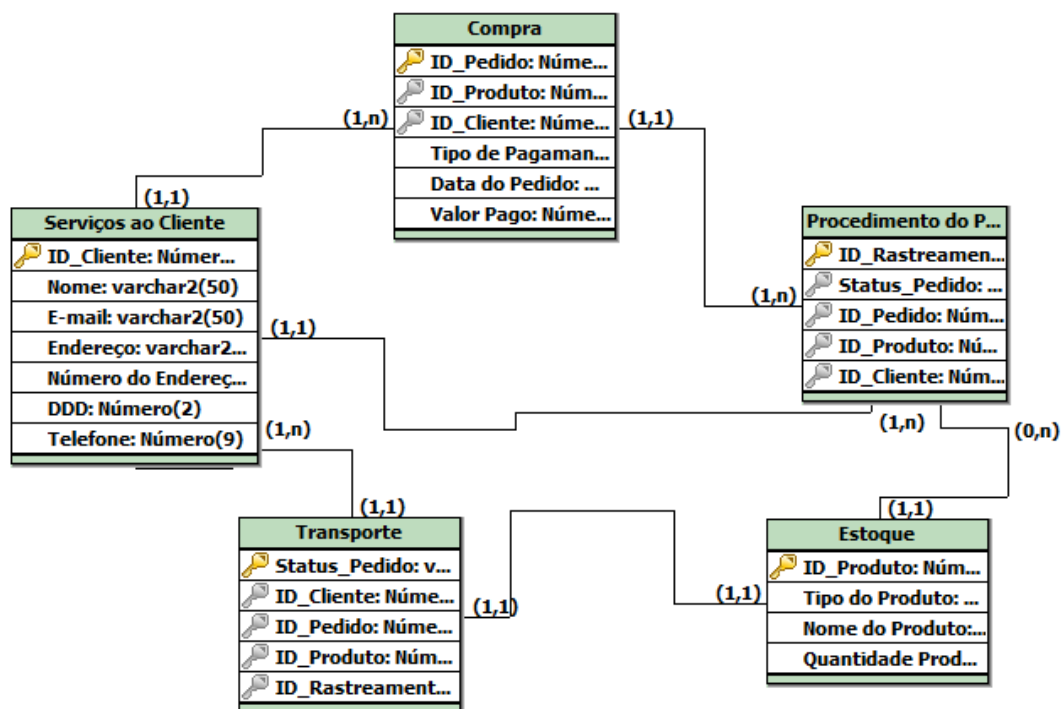 Compra
ID_Pedido: Núme...
ID_Produto: Núm...
ID_Cliente: Núme...
Tipo de Pagaman...
Data do Pedido: ...
Valor Pago: Núme...
(1,n)
(1,1)
(1,1)
Serviços ao Cliente
ID_Cliente: Númer...
Nome: varchar2(50)
E-mail: varchar2(50)
Endereço: varchar2...
Número do Endereç...
DDD: Número(2)
Telefone: Número(9)
(1,1)
(1,n)
Procedimento do P...
ID_Rastreamen...
Status_Pedido: ...
ID_Pedido: Núm...
ID_Produto: Nú...
ID_Cliente: Núm...
(1,n)
(1,n)
(0,n)
(1,1)
Transporte
Status_Pedido: v...
ID_Cliente: Núme...
ID_Pedido: Núme...
ID_Produto: Núm...
ID_Rastreament...
(1,1)
(1,1)
(1,1)
Estoque
ID_Produto: Núm...
Tipo do Produto: ...
Nome do Produto:...
Quantidade Prod...